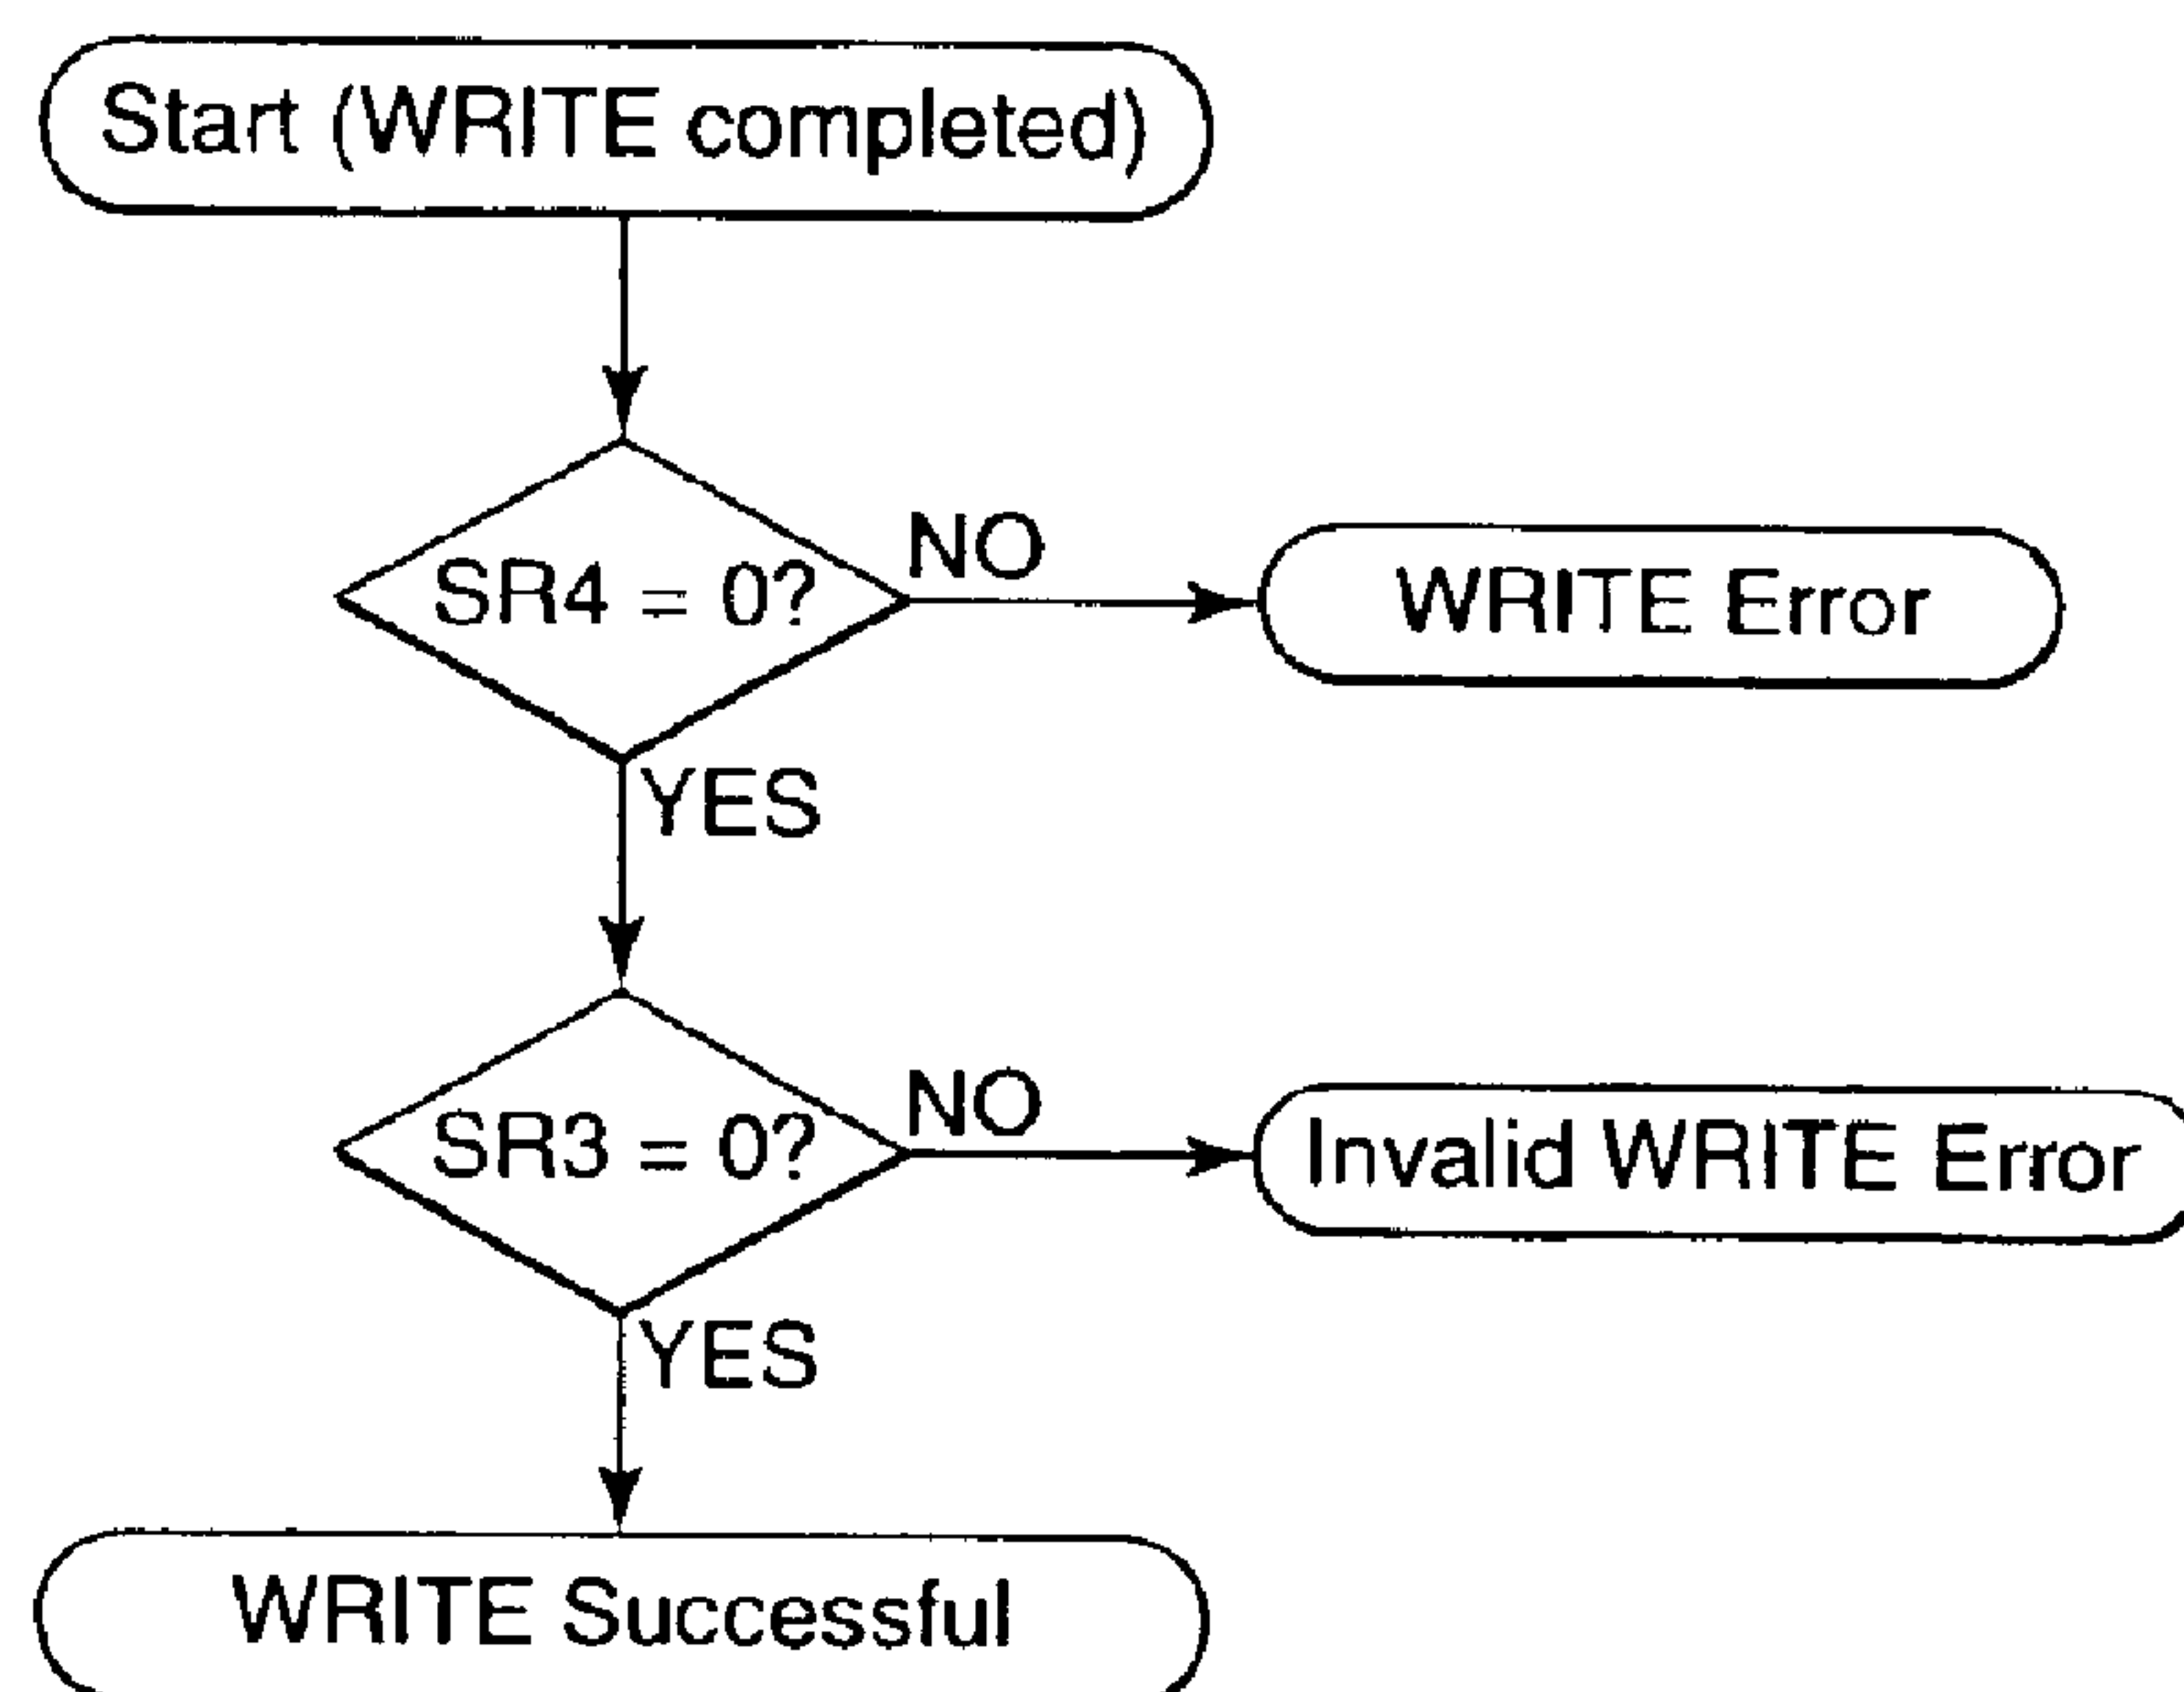 Start (WRITE completed)
SR4 = 0?
NO
WRITE Error
YES
SR3 = 0?
NO
Invalid WRITE Error
YES
WRITE Successful